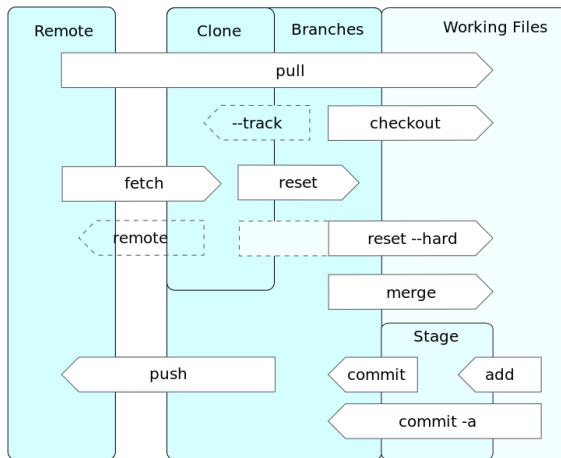 Remote
Clone
Branches
Working Files
pull
--track
checkout
fetch
reset
remote
reset --hard
merge
Stage
push
commit
add
commit -a